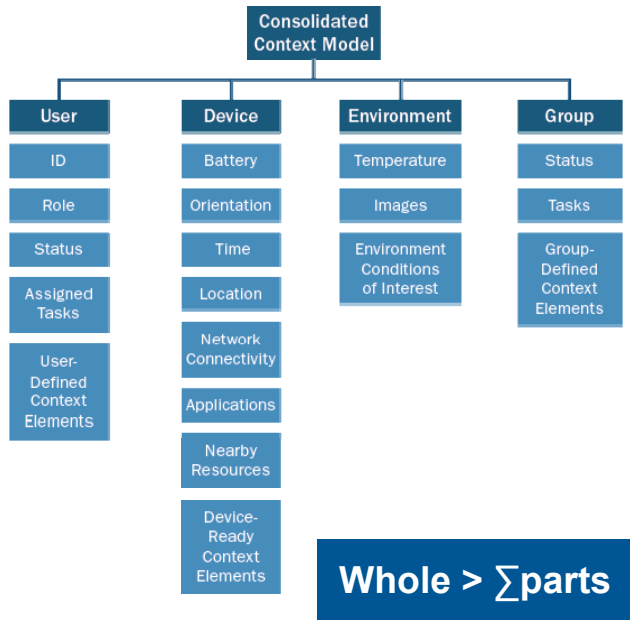 Consolidated
Context Model
User
ID
Role
Status
Assigned
Tasks
User-
Defined
Context
Elements
Device
Battery
Orientation
Time
Location
Network
Connectivity
Applications
Nearby
Resources
Device-
Ready
Context
Elements
Environment
Temperature
Images
Environment
Conditions
of Interest
Group
Status
Tasks
Group-
Defined
Context
Elements
Whole > ∑parts